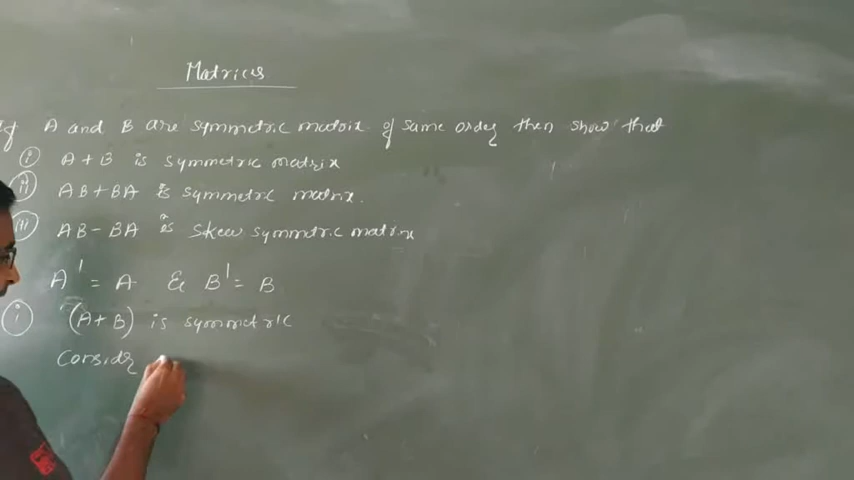 Matrices
If A and B are symmetric matrix of same order then show that
(i) A+B is symmetric matrix
(ii) AB+BA is symmetric matrix.
(iii) AB-BA is skew symmetric matrix
A' = A & B' = B
(i) (A+B) is symmetric
Consider